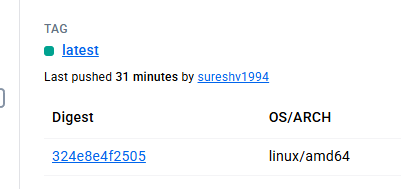 TAG
latest
Last pushed 31 minutes by sureshv1994
Digest OS/ARCH
324e8e4f2505 linux/amd64